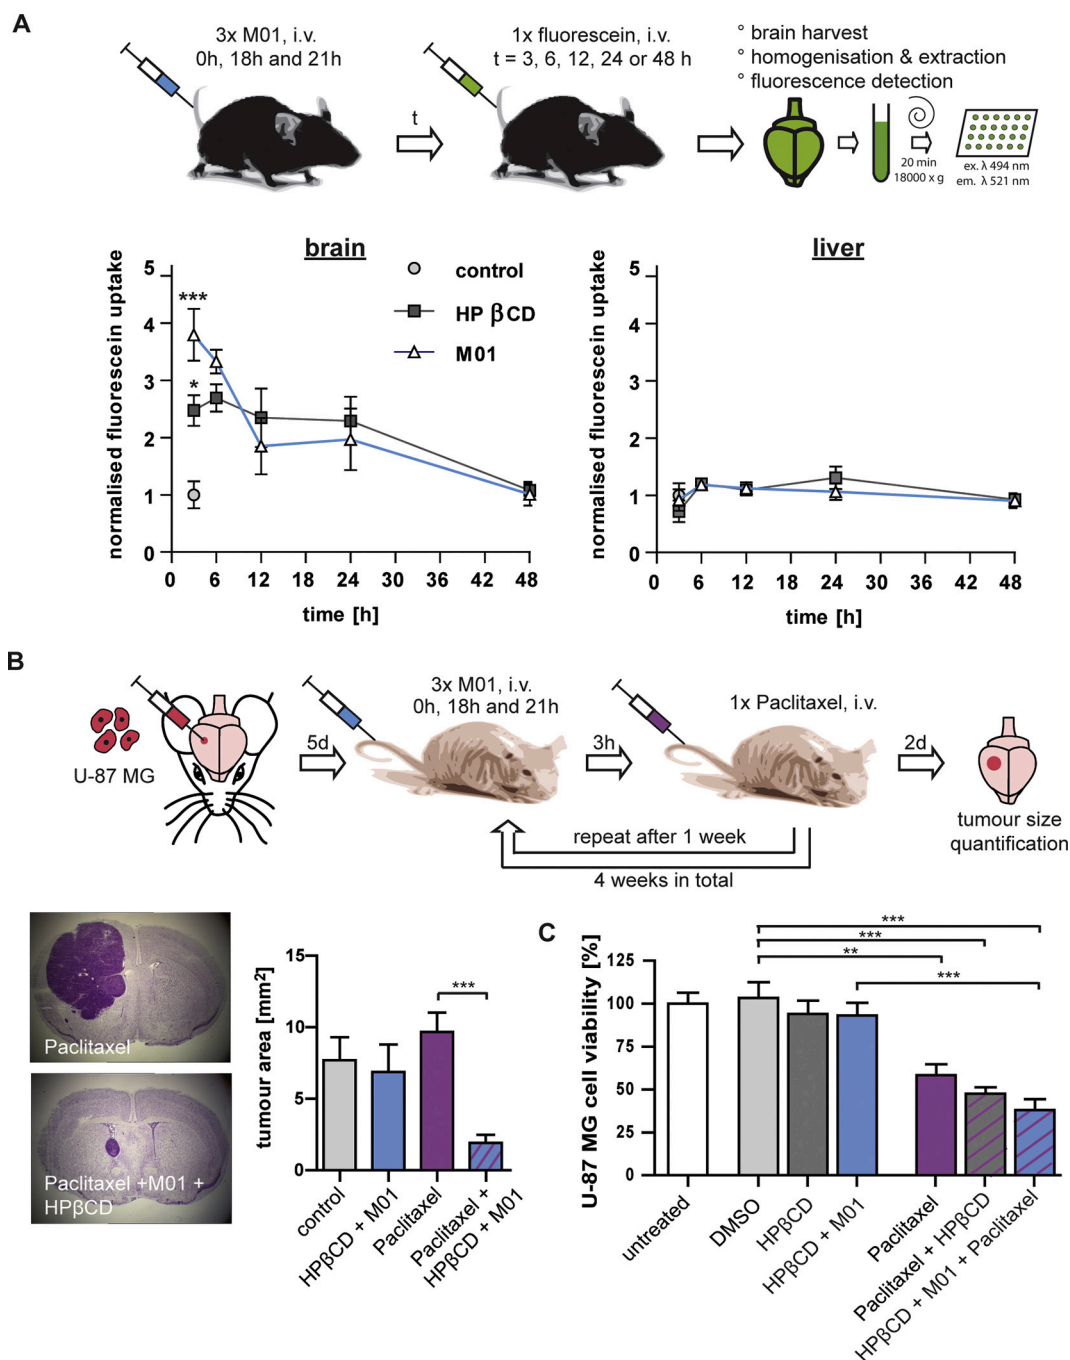 A
3x M01, i.v.
0h, 18h and 21h
t
1x fluorescein, i.v.
t = 3, 6, 12, 24 or 48 h
° brain harvest
° homogenisation & extraction
° fluorescence detection
20 min
18000 x g
ex. λ 494 nm
em. λ 521 nm
brain
normalised fluorescein uptake
5
4
3
2
1
0
***
*
0 6 12 24 30 36 42 48
time [h]
control
HP βCD
M01
liver
normalised fluorescein uptake
5
4
3
2
1
0
0 6 12 24 30 36 42 48
time [h]
B
U-87 MG
5d
3x M01, i.v.
0h, 18h and 21h
3h
1x Paclitaxel, i.v.
2d
tumour size
quantification
repeat after 1 week
4 weeks in total
Paclitaxel
Paclitaxel +M01 +
HPβCD
tumour area [mm²]
15
10
5
0
***
control
HPβCD + M01
Paclitaxel
Paclitaxel +
HPβCD + M01
C
U-87 MG cell viability [%]
125
100
75
50
25
0
***
***
**
***
untreated
DMSO
HPβCD
HPβCD + M01
Paclitaxel
Paclitaxel + HPβCD
HPβCD + M01 + Paclitaxel